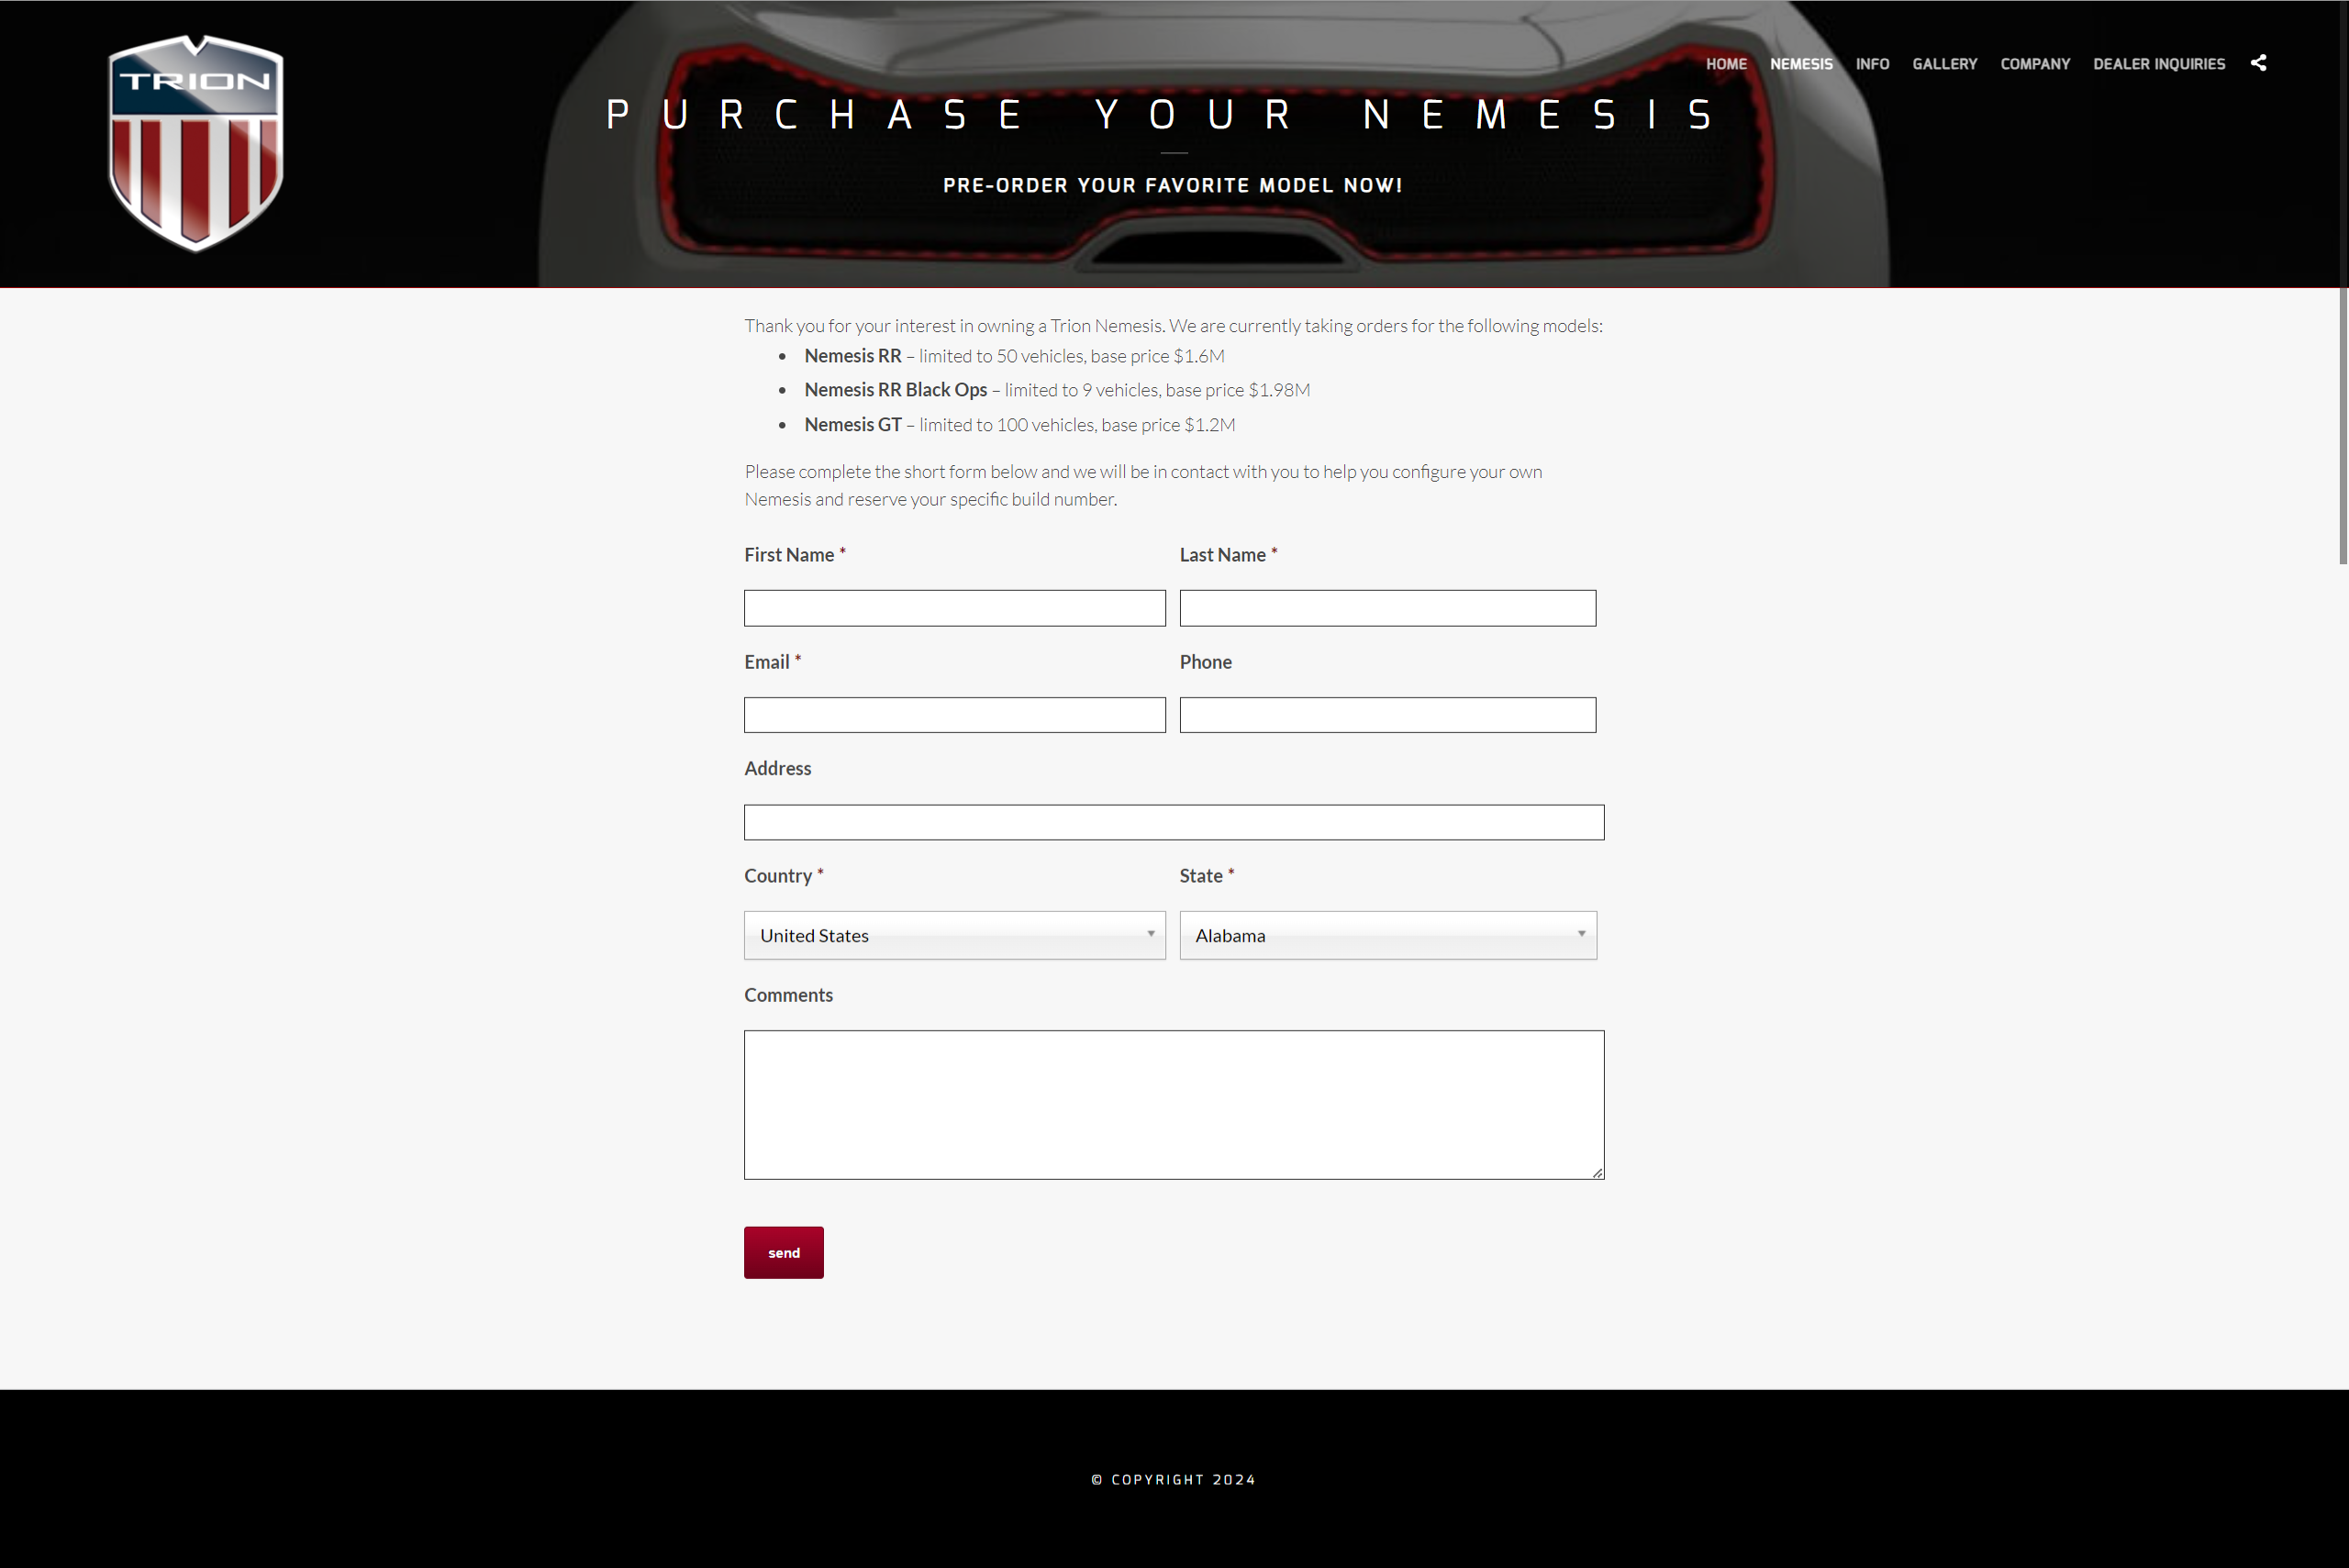 TRION
HOME NEMESIS INFO GALLERY COMPANY DEALER INQUIRIES
PURCHASE YOUR NEMESIS
PRE-ORDER YOUR FAVORITE MODEL NOW!
Thank you for your interest in owning a Trion Nemesis. We are currently taking orders for the following models:
• Nemesis RR – limited to 50 vehicles, base price $1.6M
• Nemesis RR Black Ops – limited to 9 vehicles, base price $1.98M
• Nemesis GT – limited to 100 vehicles, base price $1.2M
Please complete the short form below and we will be in contact with you to help you configure your own
Nemesis and reserve your specific build number.
First Name * Last Name *
Email * Phone
Address
Country * State *
United States Alabama
Comments
send
© COPYRIGHT 2024